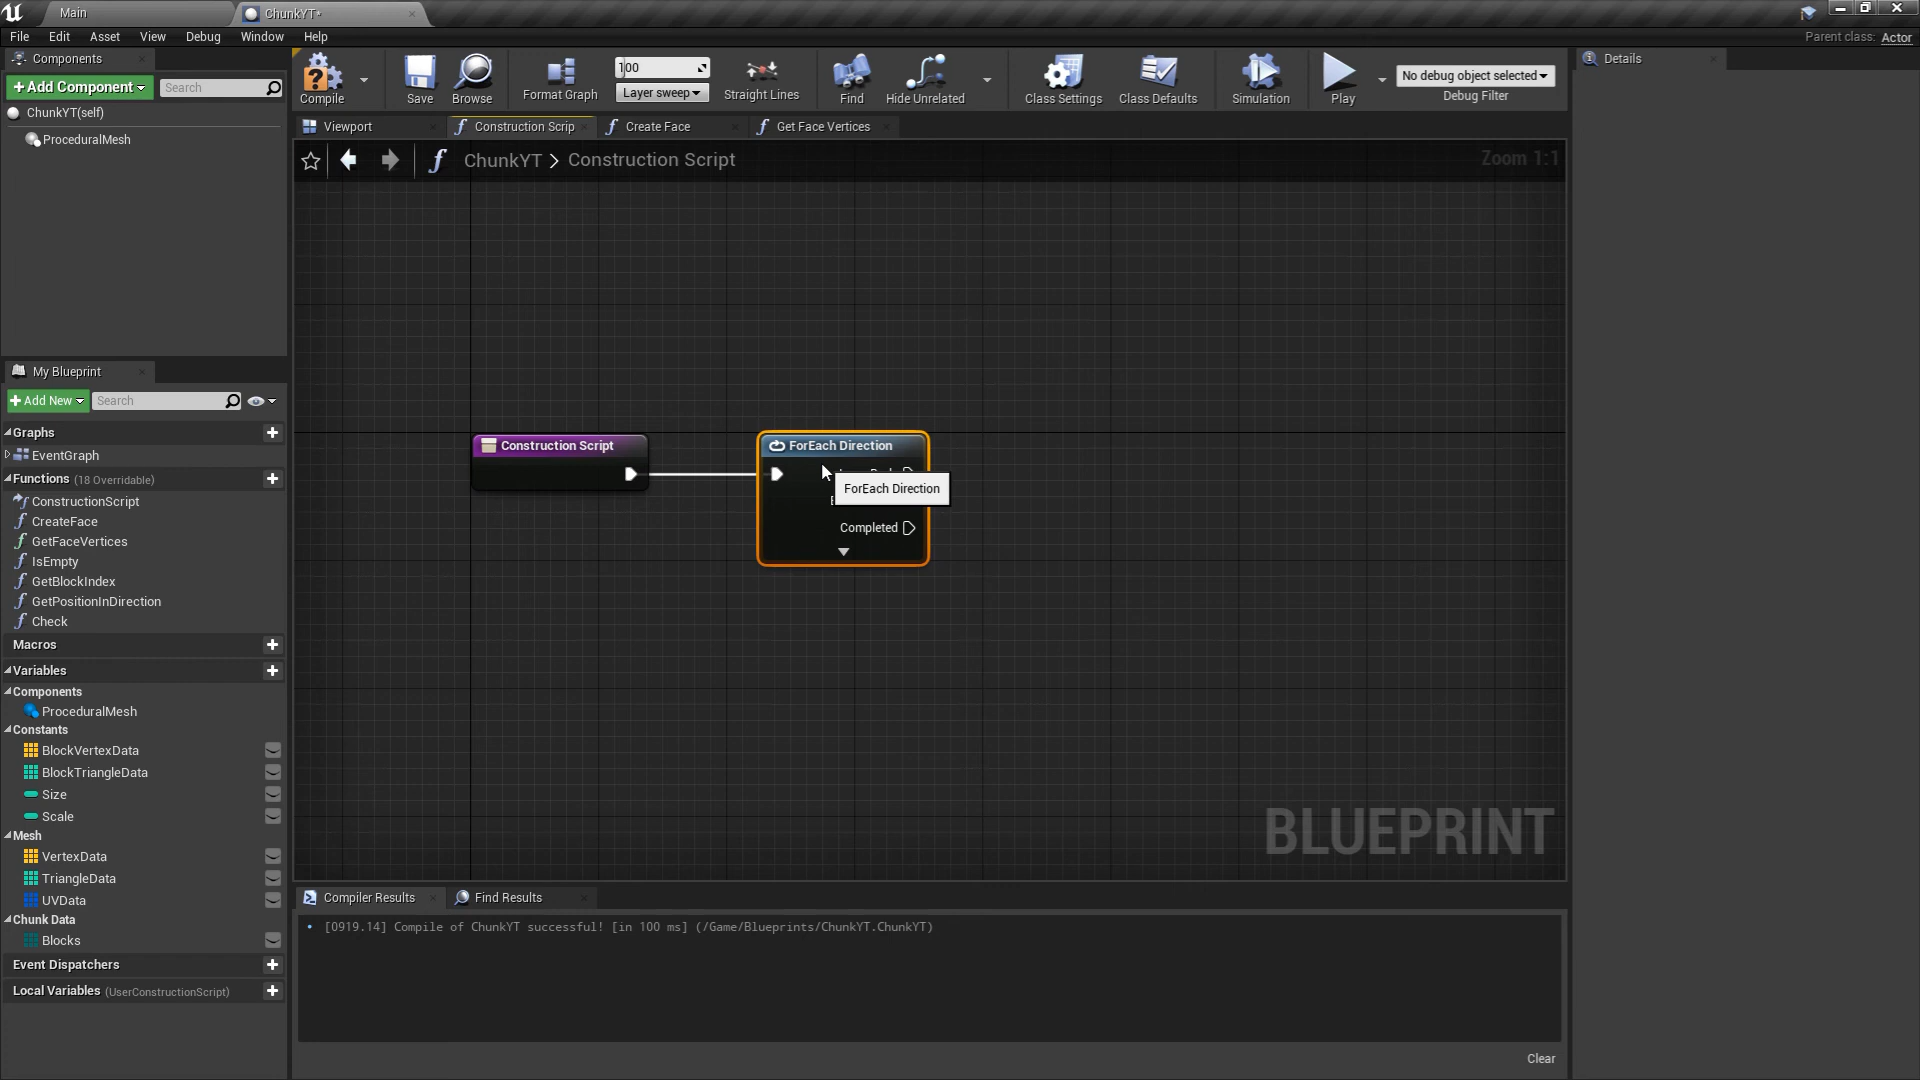 Main
ChunkYT*
File Edit Asset View Debug Window Help
Parent class: Actor
Components
+ Add Component
Search
ChunkYT(self)
ProceduralMesh
Compile
Save
Browse
Format Graph
100
Layer sweep
Straight Lines
Find
Hide Unrelated
Class Settings
Class Defaults
Simulation
Play
No debug object selected
Debug Filter
Details
Viewport
Construction Scrip
Create Face
Get Face Vertices
ChunkYT > Construction Script
Zoom 1:1
Construction Script
ForEach Direction
ForEach Direction
Completed
BLUEPRINT
My Blueprint
+ Add New
Search
Graphs
EventGraph
Functions (18 Overridable)
ConstructionScript
CreateFace
GetFaceVertices
IsEmpty
GetBlockIndex
GetPositionInDirection
Check
Macros
Variables
Components
ProceduralMesh
Constants
BlockVertexData
BlockTriangleData
Size
Scale
Mesh
VertexData
TriangleData
UVData
Chunk Data
Blocks
Event Dispatchers
Local Variables (UserConstructionScript)
Compiler Results
Find Results
[0919.14] Compile of ChunkYT successful! [in 100 ms] (/Game/Blueprints/ChunkYT.ChunkYT)
Clear